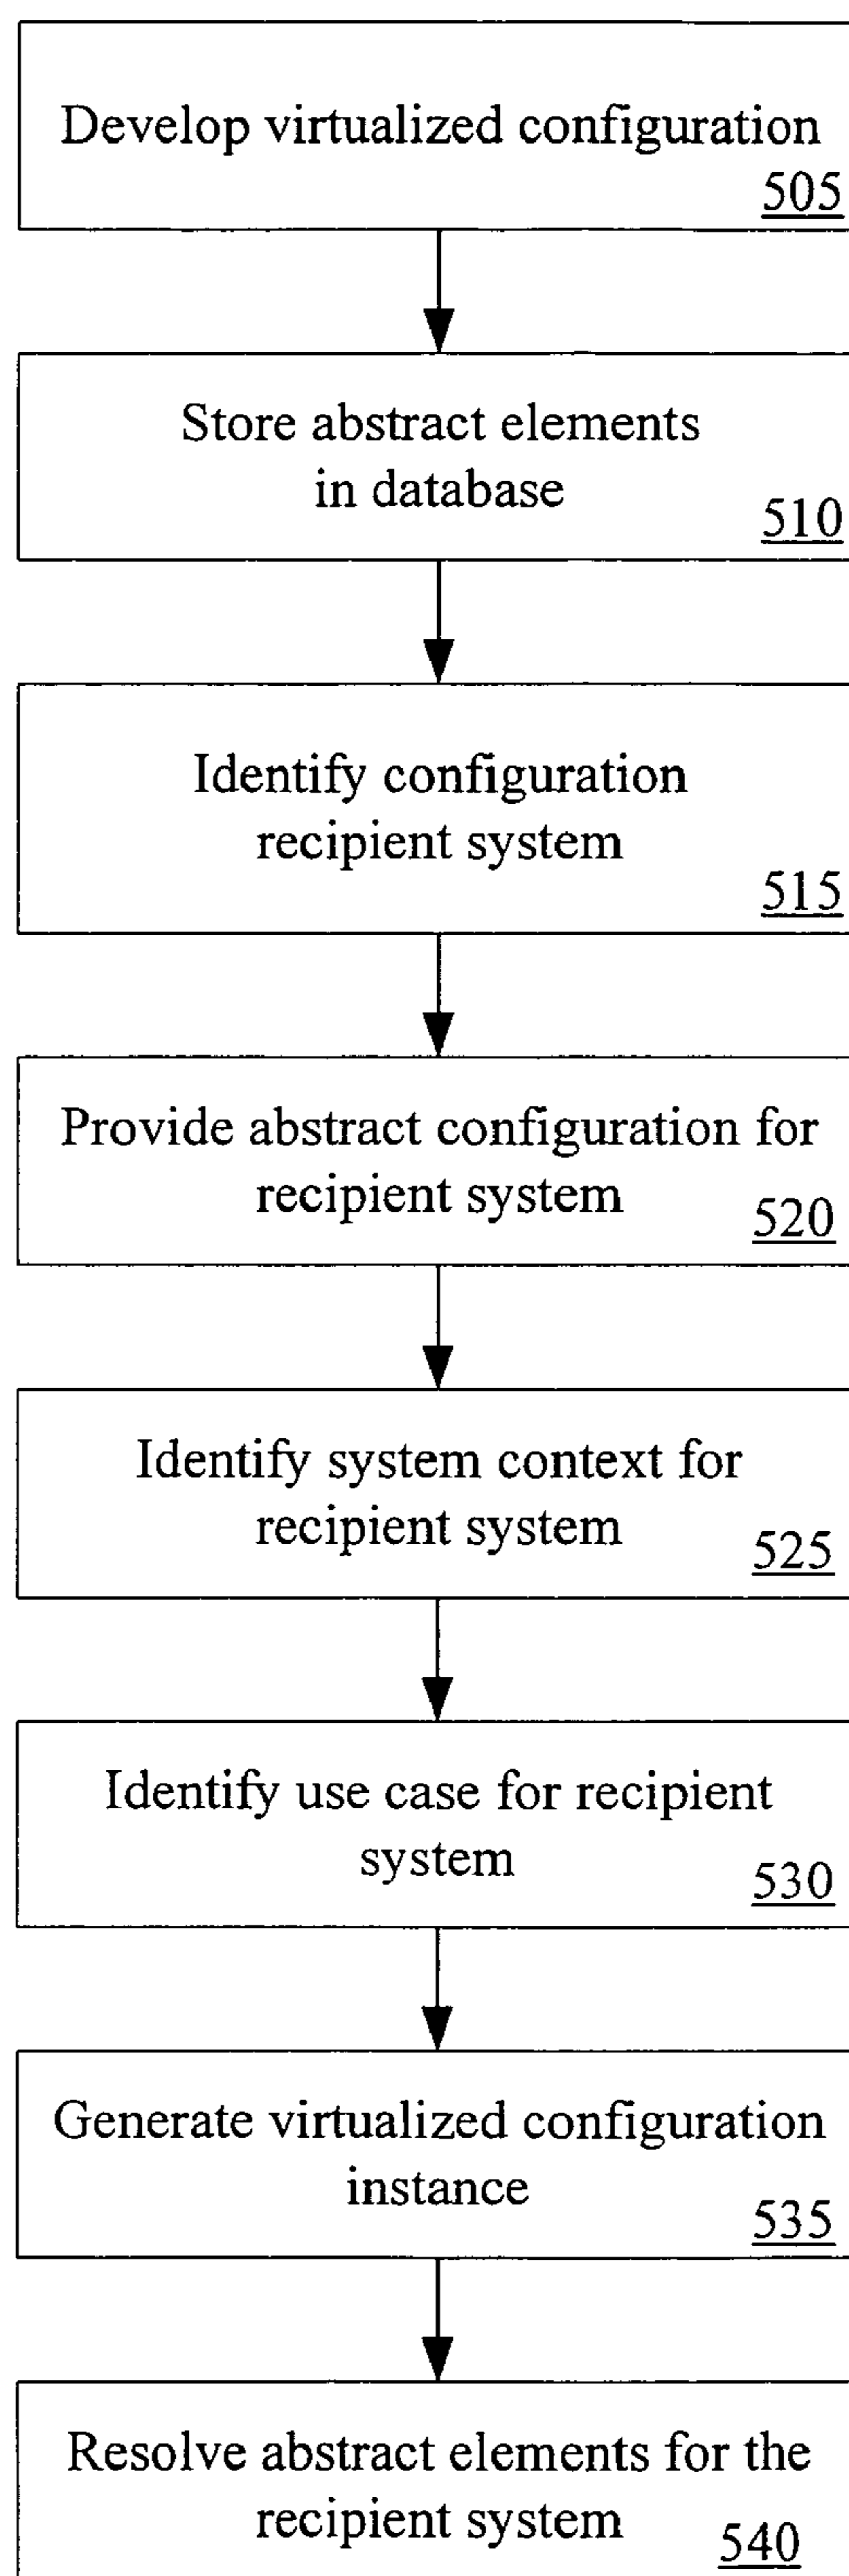 Develop virtualized configuration
505
Store abstract elements
in database
510
Identify configuration
recipient system
515
Provide abstract configuration for
recipient system
520
Identify system context for
recipient system
525
Identify use case for recipient
system
530
Generate virtualized configuration
instance
535
Resolve abstract elements for the
recipient system
540